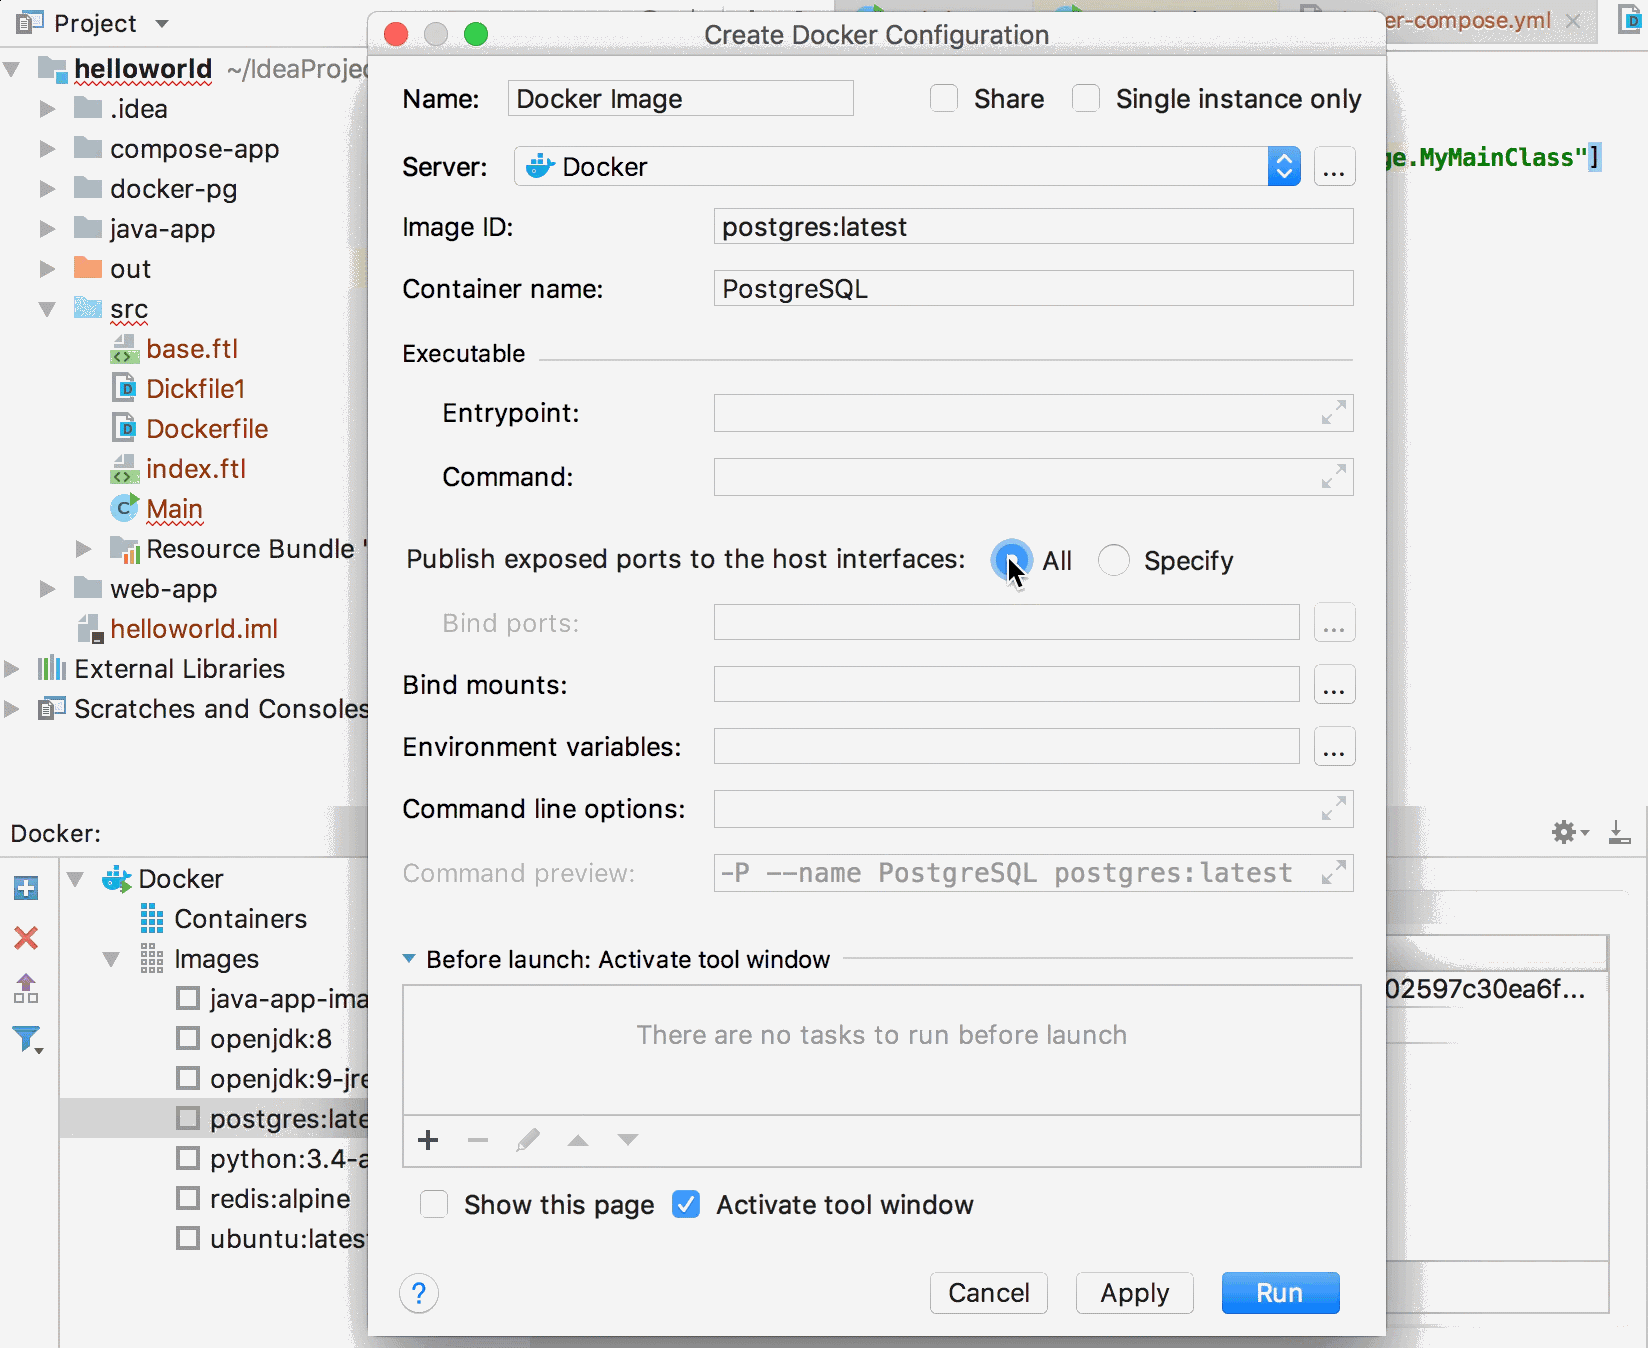 Project
Create Docker Configuration
er-compose.yml
helloworld ~/IdeaProjec
.idea
compose-app
docker-pg
java-app
out
src
base.ftl
Dickfile1
Dockerfile
index.ftl
Main
Resource Bundle '
web-app
helloworld.iml
External Libraries
Scratches and Consoles
Name: Docker Image Share Single instance only
Server: Docker ...
ge.MyMainClass"]
Image ID: postgres:latest
Container name: PostgreSQL
Executable
Entrypoint:
Command:
Publish exposed ports to the host interfaces: All Specify
Bind ports: ...
Bind mounts: ...
Environment variables: ...
Command line options:
Command preview: -P --name PostgreSQL postgres:latest
Before launch: Activate tool window
There are no tasks to run before launch
Show this page Activate tool window
? Cancel Apply Run
Docker:
Docker
Containers
Images
java-app-ima
openjdk:8
openjdk:9-jre
postgres:late
python:3.4-a
redis:alpine
ubuntu:latest
02597c30ea6f...